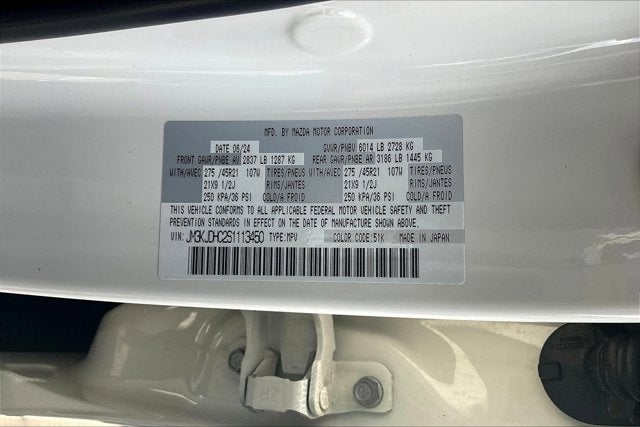 MFD. BY MAZDA MOTOR CORPORATION
DATE 06/24 GVWR/PNBV 6014 LB 2728 KG
FRONT GAWR/PNBE AV 2837 LB 1287 KG REAR GAWR/PNBE AR 3186 LB 1445 KG
WITH/AVEC 275 /45R21 107W TIRES/PNEUS WITH/AVEC 275 /45R21 107W TIRES/PNEUS
21X9 1/2J RIMS/JANTES 21X9 1/2J RIMS/JANTES
250 KPA/36 PSI COLD/A FROID 250 KPA/36 PSI COLD/A FROID
THIS VEHICLE CONFORMS TO ALL APPLICABLE FEDERAL MOTOR VEHICLE SAFETY AND THEFT
PREVENTION STANDARDS IN EFFECT ON THE DATE OF MANUFACTURE SHOWN ABOVE.
VIN: JM3KJDHC2S1113450 TYPE: MPV COLOR CODE: 51K MADE IN JAPAN
ZR